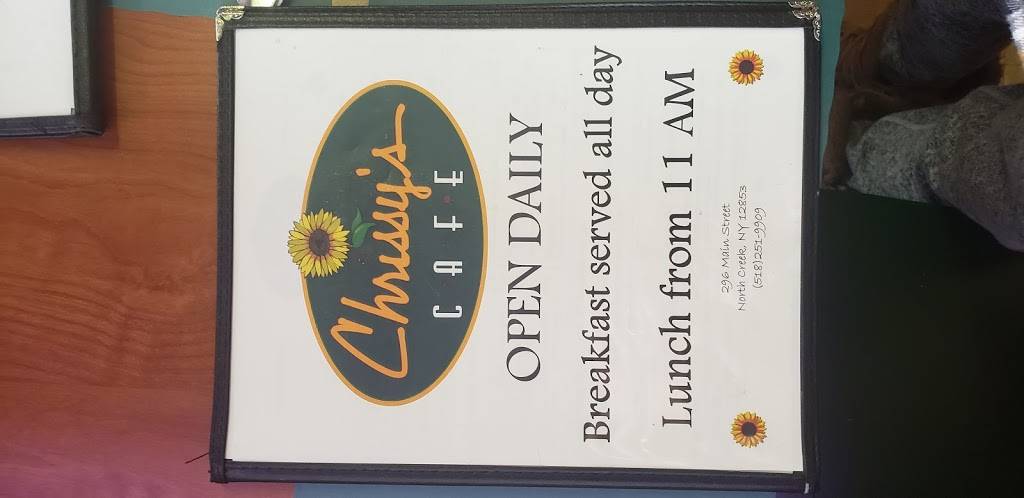 Chrissy's
CAFE
OPEN DAILY
Breakfast served all day
Lunch from 11 AM
296 Main Street
North Creek, NY 12853
(518)251-9909